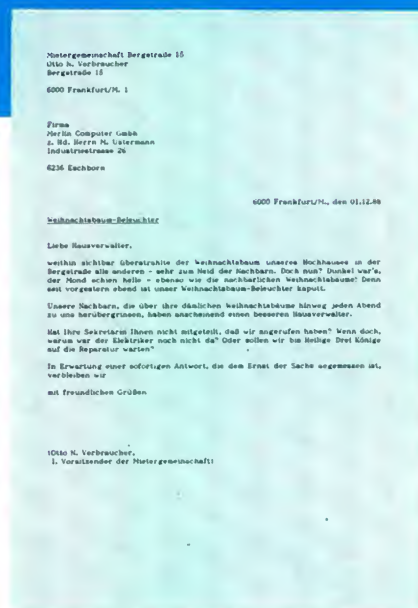 Mietergemeinschaft Bergstraße 15
Otto N. Verbraucher
Bergstraße 15
6000 Frankfurt/M. 1
Firma
Merlin Computer GmbH
z. Hd. Herrn M. Ustermann
Industriestrasse 26
6236 Eschborn
6000 Frankfurt/M., den 01.12.88
Weihnachtsbaum-Beleuchter
Liebe Hausverwalter,
weithin sichtbar überstrahlte der Weihnachtsbaum unseres Hochhauses in der
Bergstraße alle anderen - sehr zum Neid der Nachbarn. Doch nun? Dunkel war's,
der Mond schien helle - ebenso wie die nachbarlichen Weihnachtsbäume! Denn
seit vorgestern abend ist unser Weihnachtsbaum-Beleuchter kaputt.
Unsere Nachbarn, die über ihre dämlichen Weihnachtsbäume hinweg jeden Abend
zu uns herübergrinsen, haben anscheinend einen besseren Hausverwalter.
Hat Ihre Sekretärin Ihnen nicht mitgeteilt, daß wir angerufen haben? Wenn doch,
warum war der Elektriker noch nicht da? Oder sollen wir bis Heilige Drei Könige
auf die Reparatur warten?
In Erwartung einer sofortigen Antwort, die dem Ernst der Sache angemessen ist,
verbleiben wir
mit freundlichen Grüßen
(Otto N. Verbraucher,
1. Vorsitzender der Mietergemeinschaft)